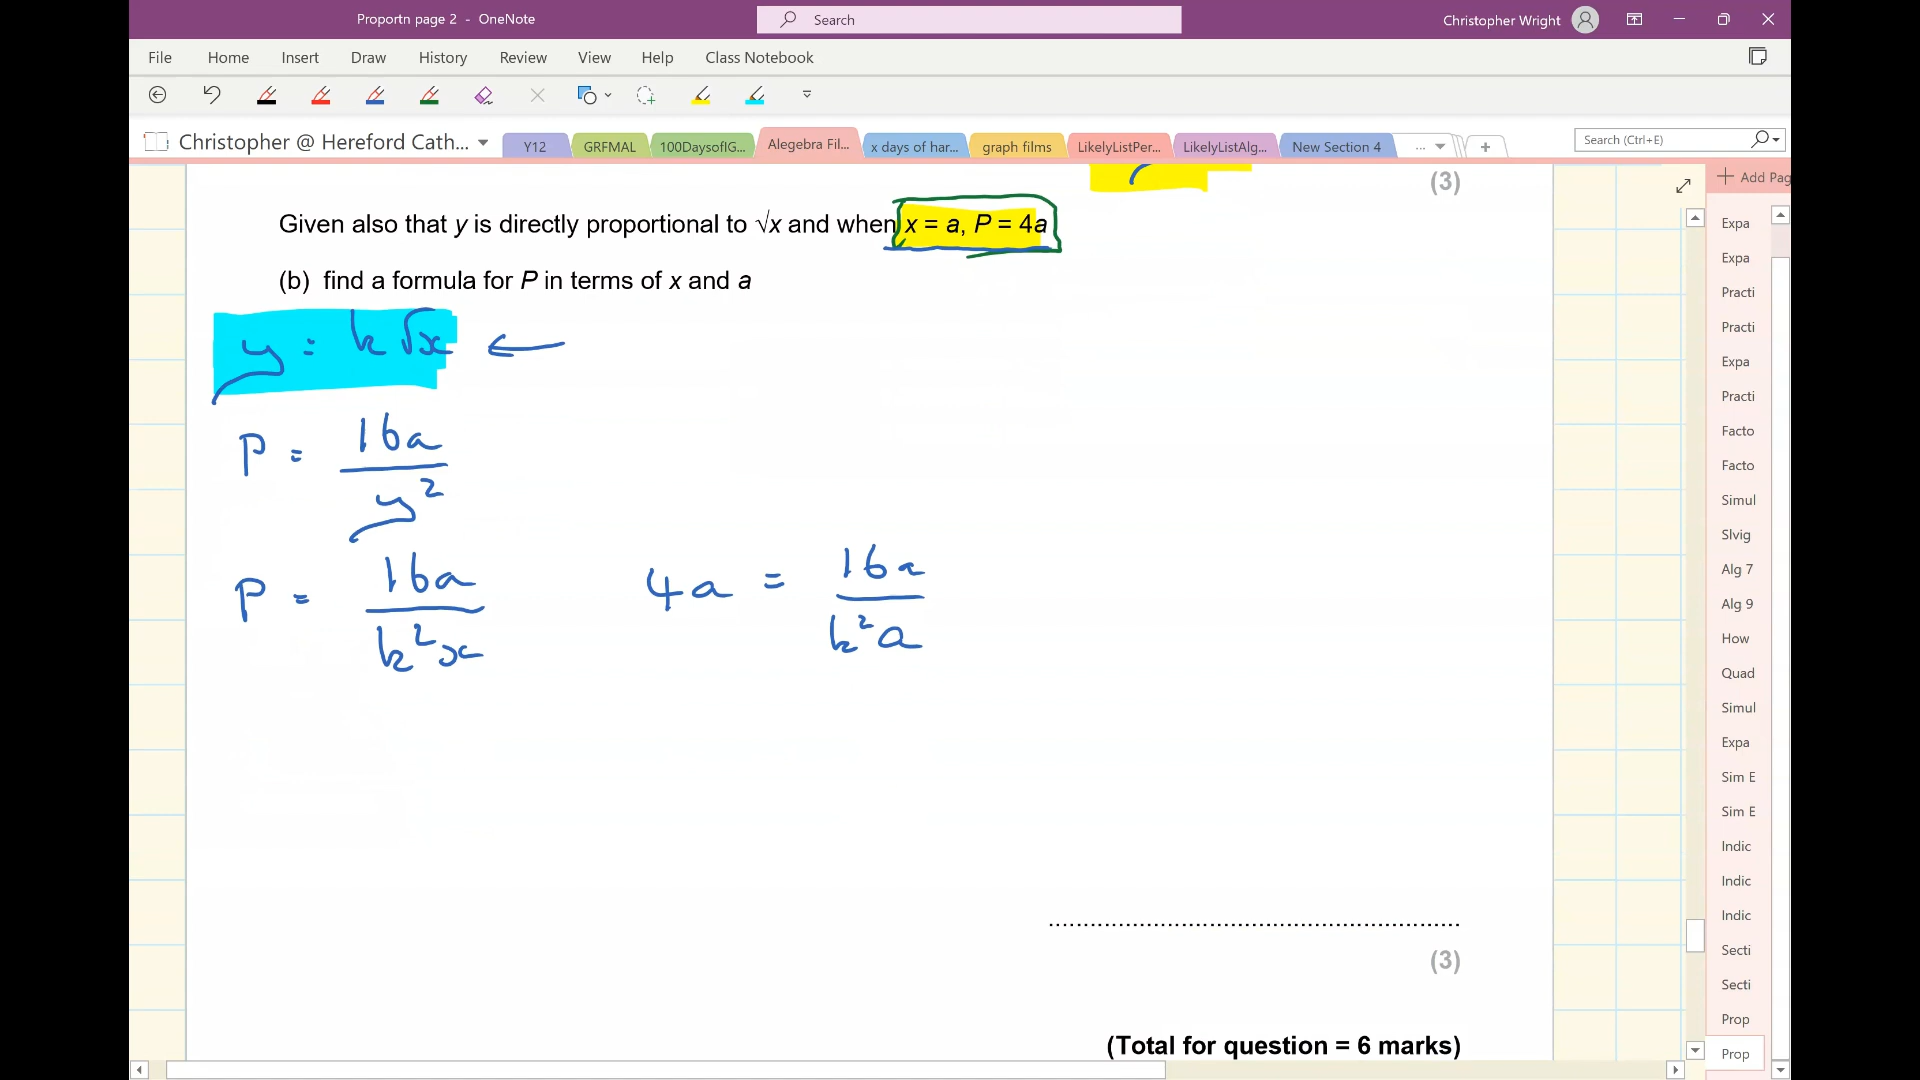 Proportn page 2 - OneNote
Search
Christopher Wright
File Home Insert Draw History Review View Help Class Notebook
Christopher @ Hereford Cath...
Y12
GRFMAL
100DaysofIG...
Alegebra Fil...
x days of har...
graph films
LikelyListPer...
LikelyListAlg...
New Section 4
...
Search (Ctrl+E)
Add Pag
(3)
Given also that y is directly proportional to √x and when x = a, P = 4a
(b) find a formula for P in terms of x and a
y = k√x ←
P = 16a / y²
P = 16a / k²x
4a = 16a / k²a
(3)
(Total for question = 6 marks)
Expa
Expa
Practi
Practi
Expa
Practi
Facto
Facto
Simul
Slvig
Alg 7
Alg 9
How
Quad
Simul
Expa
Sim E
Sim E
Indic
Indic
Indic
Secti
Secti
Prop
Prop